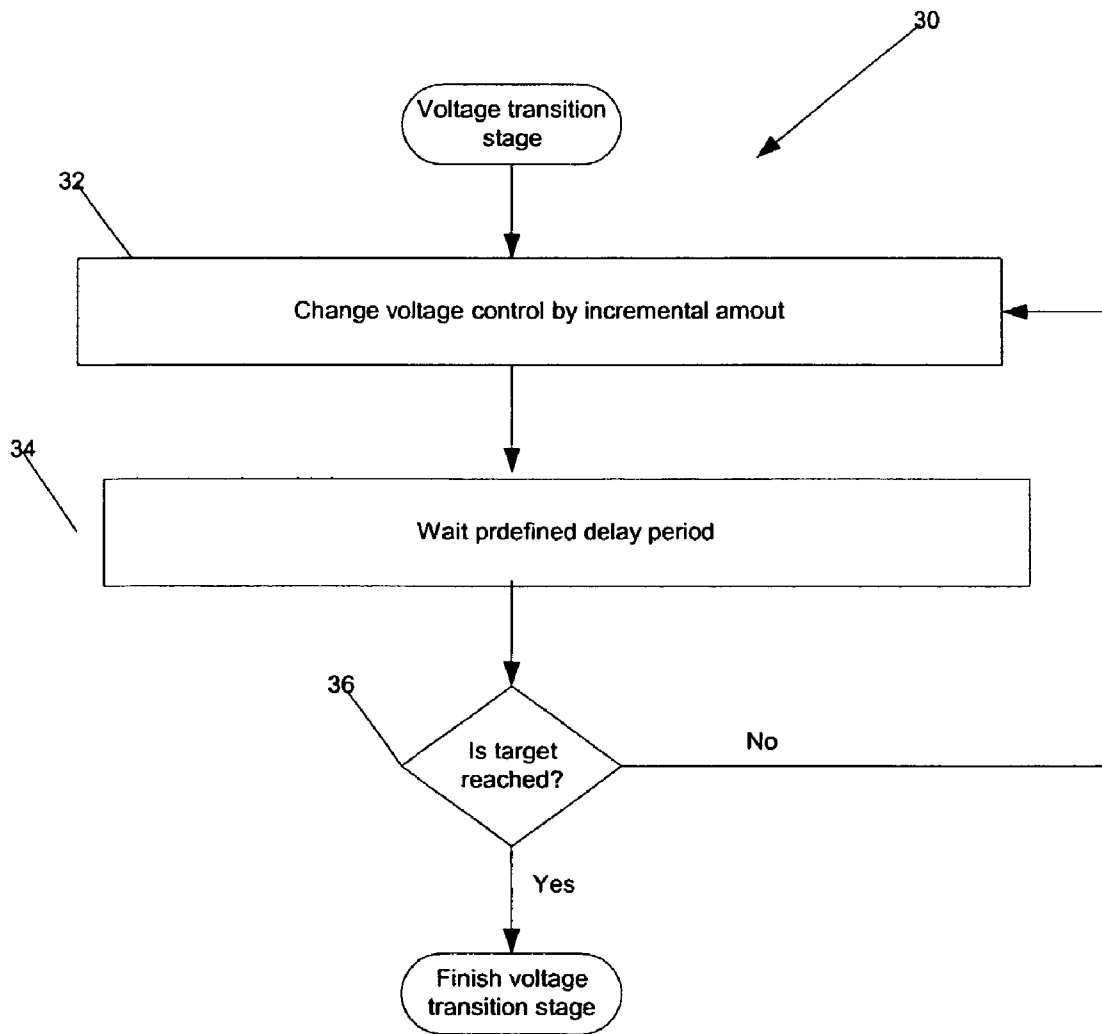 30
Voltage transition
stage
32
Change voltage control by incremental amout
34
Wait prdefined delay period
36
Is target
reached?
No
Yes
Finish voltage
transition stage